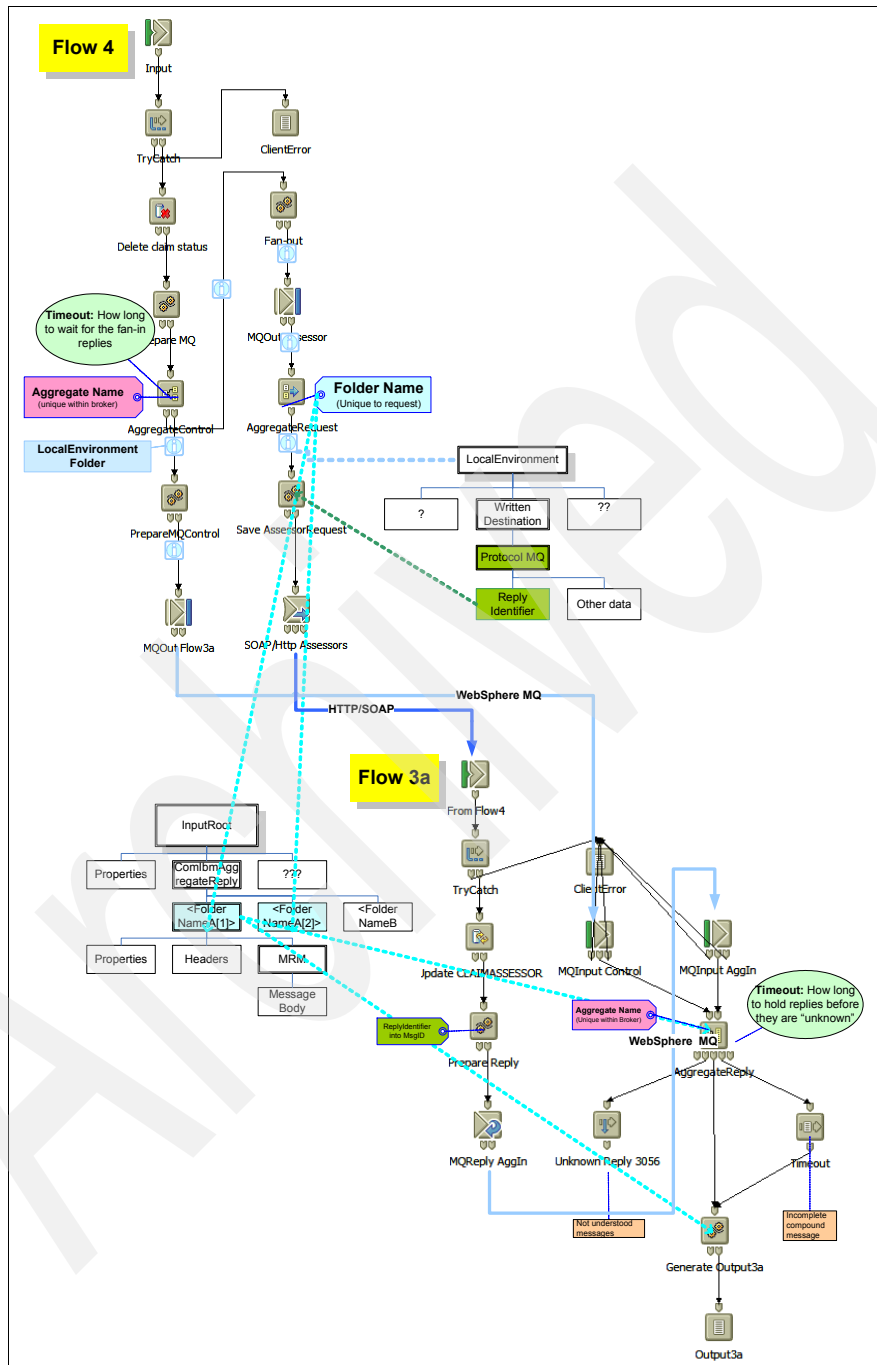 Flow 4
Input
TryCatch
ClientError
Delete claim status
Fan-out
Timeout: How long
to wait for the fan-in
replies
epare MQ
MQOut
sessor
Aggregate Name
(unique within broker)
AggregateControl
Folder Name
(Unique to request)
AggregateRequest
LocalEnvironment
Folder
LocalEnvironment
?
Written
Destination
??
PrepareMQControl
Save AssessorRequest
Protocol MQ
Reply
Identifier
Other data
MQOut Flow3a
SOAP/Http Assessors
WebSphere MQ
HTTP/SOAP
Flow 3a
From Flow4
InputRoot
TryCatch
ClientError
Properties
ComIbmAgg
regateReply
???
<Folder
NameA[1]>
<Folder
NameA[2]>
<Folder
NameB
Update CLAIMASSESSOR
MQInput Control
MQInput AggIn
Properties
Headers
MRM
Message
Body
Timeout: How long
to hold replies before
they are “unknown”
Aggregate Name
(Unique within Broker)
ReplyIdentifier
into MsgID
WebSphere MQ
Prepare Reply
AggregateReply
MQReply AggIn
Unknown Reply 3056
Timeout
Not understood
messages
Incomplete
compound
message
Generate Output3a
Output3a
Archived